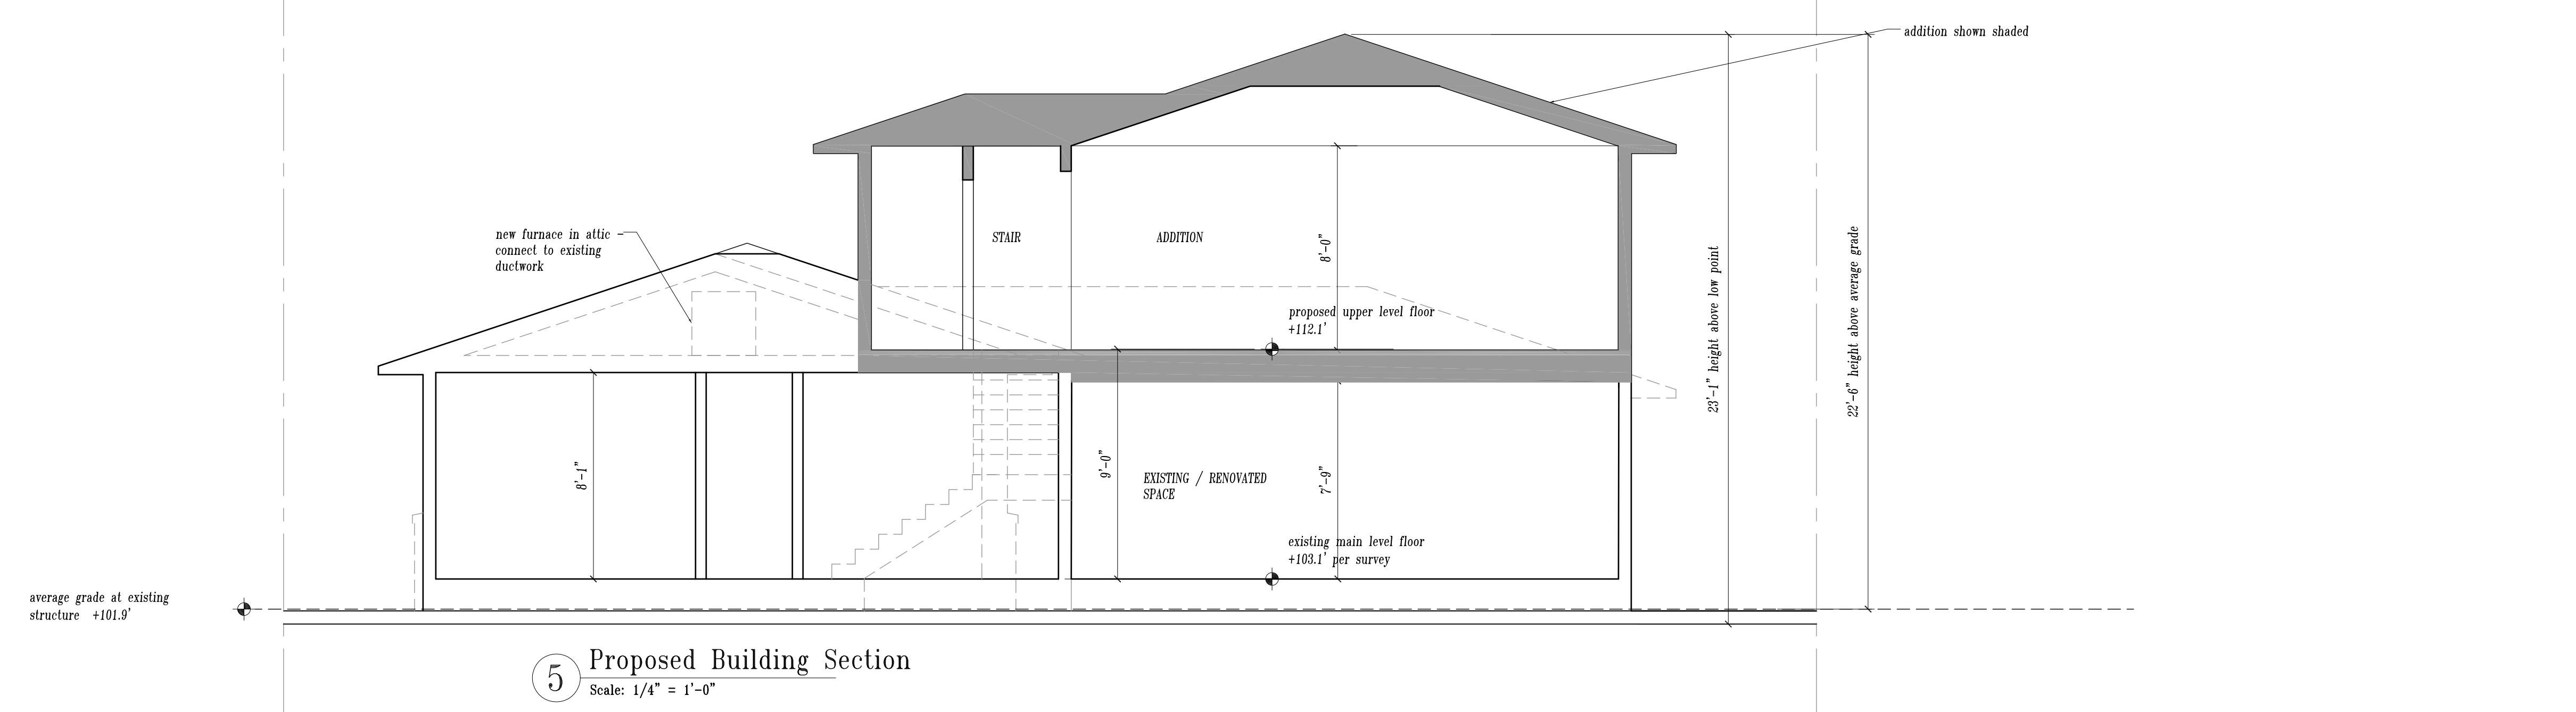 addition shown shaded
new furnace in attic
connect to existing
ductwork
STAIR
ADDITION
8'-0"
proposed upper level floor
+112.1'
23'-1" height above low point
22'-6" height above average grade
8'-1"
9'-0"
EXISTING / RENOVATED
SPACE
7'-9"
existing main level floor
+103.1' per survey
average grade at existing
structure +101.9'
5
Proposed Building Section
Scale: 1/4" = 1'-0"